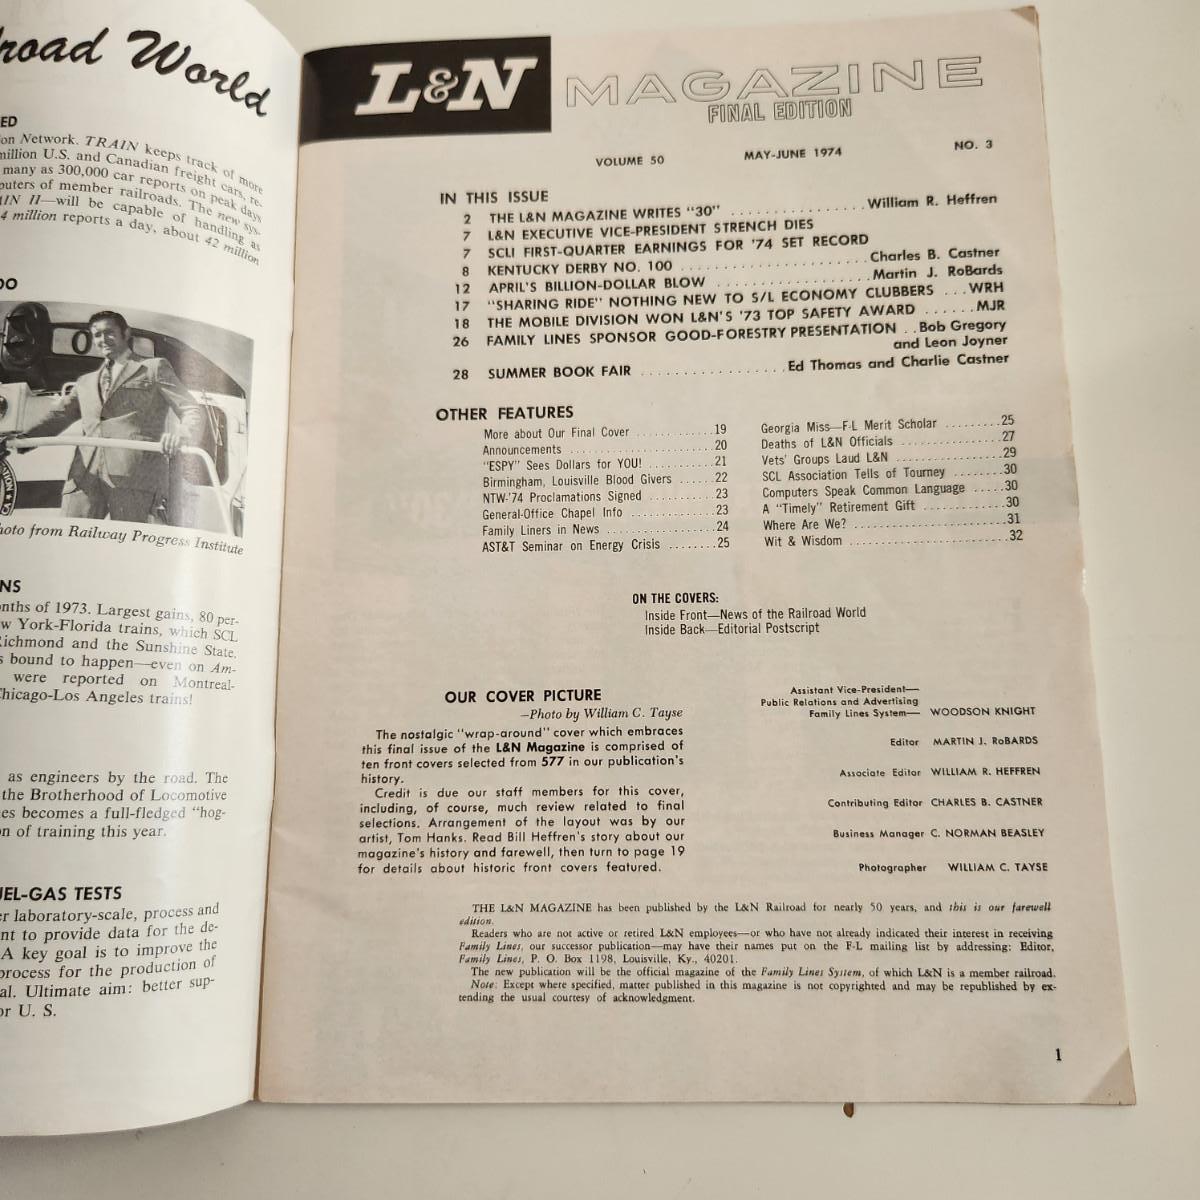 road World
ED
on Network. TRAIN keeps track of more
million U.S. and Canadian freight cars, re-
many as 300,000 car reports on peak days
puters of member railroads. The new sys-
IN II—will be capable of handling as
4 million reports a day, about 42 million
DO
hoto from Railway Progress Institute
NS
nths of 1973. Largest gains, 80 per-
w York-Florida trains, which SCL
Richmond and the Sunshine State.
s bound to happen—even on Am-
were reported on Montreal-
Chicago-Los Angeles trains!
as engineers by the road. The
the Brotherhood of Locomotive
es becomes a full-fledged "hog-
on of training this year.
UEL-GAS TESTS
er laboratory-scale, process and
nt to provide data for the de-
A key goal is to improve the
process for the production of
al. Ultimate aim: better sup-
or U. S.
L&N MAGAZINE
FINAL EDITION
VOLUME 50 MAY-JUNE 1974 NO. 3
IN THIS ISSUE
2 THE L&N MAGAZINE WRITES "30" ................ William R. Heffren
7 L&N EXECUTIVE VICE-PRESIDENT STRENCH DIES
7 SCLI FIRST-QUARTER EARNINGS FOR '74 SET RECORD
8 KENTUCKY DERBY NO. 100 ...................... Charles B. Castner
12 APRIL'S BILLION-DOLLAR BLOW .................. Martin J. RoBards
17 "SHARING RIDE" NOTHING NEW TO S/L ECONOMY CLUBBERS ... WRH
18 THE MOBILE DIVISION WON L&N'S '73 TOP SAFETY AWARD ...... MJR
26 FAMILY LINES SPONSOR GOOD-FORESTRY PRESENTATION .. Bob Gregory
and Leon Joyner
28 SUMMER BOOK FAIR ................ Ed Thomas and Charlie Castner
OTHER FEATURES
More about Our Final Cover ............ 19
Announcements ..................... 20
"ESPY" Sees Dollars for YOU! ........... 21
Birmingham, Louisville Blood Givers ...... 22
NTW-'74 Proclamations Signed .......... 23
General-Office Chapel Info ............. 23
Family Liners in News ................. 24
AST&T Seminar on Energy Crisis ........ 25
Georgia Miss—F-L Merit Scholar ......... 25
Deaths of L&N Officials ................ 27
Vets' Groups Laud L&N ................. 29
SCL Association Tells of Tourney ........ 30
Computers Speak Common Language ..... 30
A "Timely" Retirement Gift ............. 30
Where Are We? ....................... 31
Wit & Wisdom ........................ 32
ON THE COVERS:
Inside Front—News of the Railroad World
Inside Back—Editorial Postscript
OUR COVER PICTURE
—Photo by William C. Tayse
The nostalgic "wrap-around" cover which embraces
this final issue of the L&N Magazine is comprised of
ten front covers selected from 577 in our publication's
history.
Credit is due our staff members for this cover,
including, of course, much review related to final
selections. Arrangement of the layout was by our
artist, Tom Hanks. Read Bill Heffren's story about our
magazine's history and farewell, then turn to page 19
for details about historic front covers featured.
Assistant Vice-President—
Public Relations and Advertising
Family Lines System— WOODSON KNIGHT
Editor MARTIN J. RoBARDS
Associate Editor WILLIAM R. HEFFREN
Contributing Editor CHARLES B. CASTNER
Business Manager C. NORMAN BEASLEY
Photographer WILLIAM C. TAYSE
THE L&N MAGAZINE has been published by the L&N Railroad for nearly 50 years, and this is our farewell
edition.
Readers who are not active or retired L&N employees—or who have not already indicated their interest in receiving
Family Lines, our successor publication—may have their names put on the F-L mailing list by addressing: Editor,
Family Lines, P. O. Box 1198, Louisville, Ky., 40201.
The new publication will be the official magazine of the Family Lines System, of which L&N is a member railroad.
Note: Except where specified, matter published in this magazine is not copyrighted and may be republished by ex-
tending the usual courtesy of acknowledgment.
1